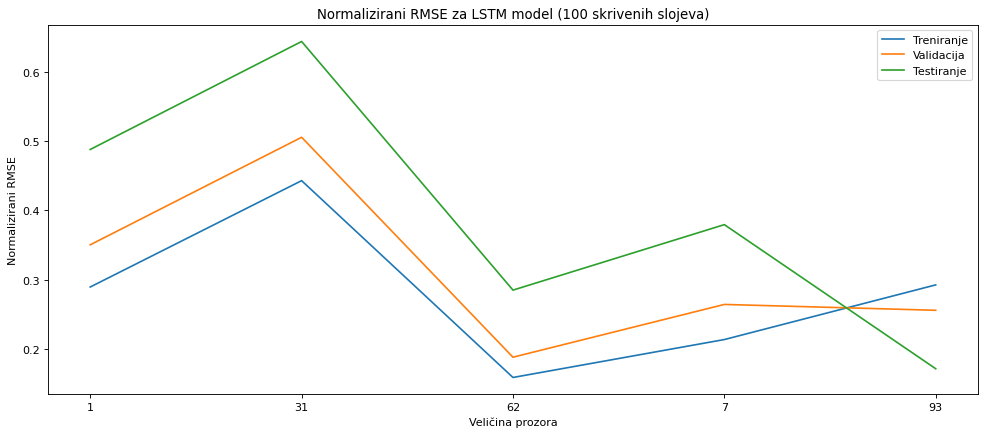 Normalizirani RMSE za LSTM model (100 skrivenih slojeva)
Treniranje
Validacija
Testiranje
Normalizirani RMSE
0.6
0.5
0.4
0.3
0.2
1 31 62 7 93
Veličina prozora